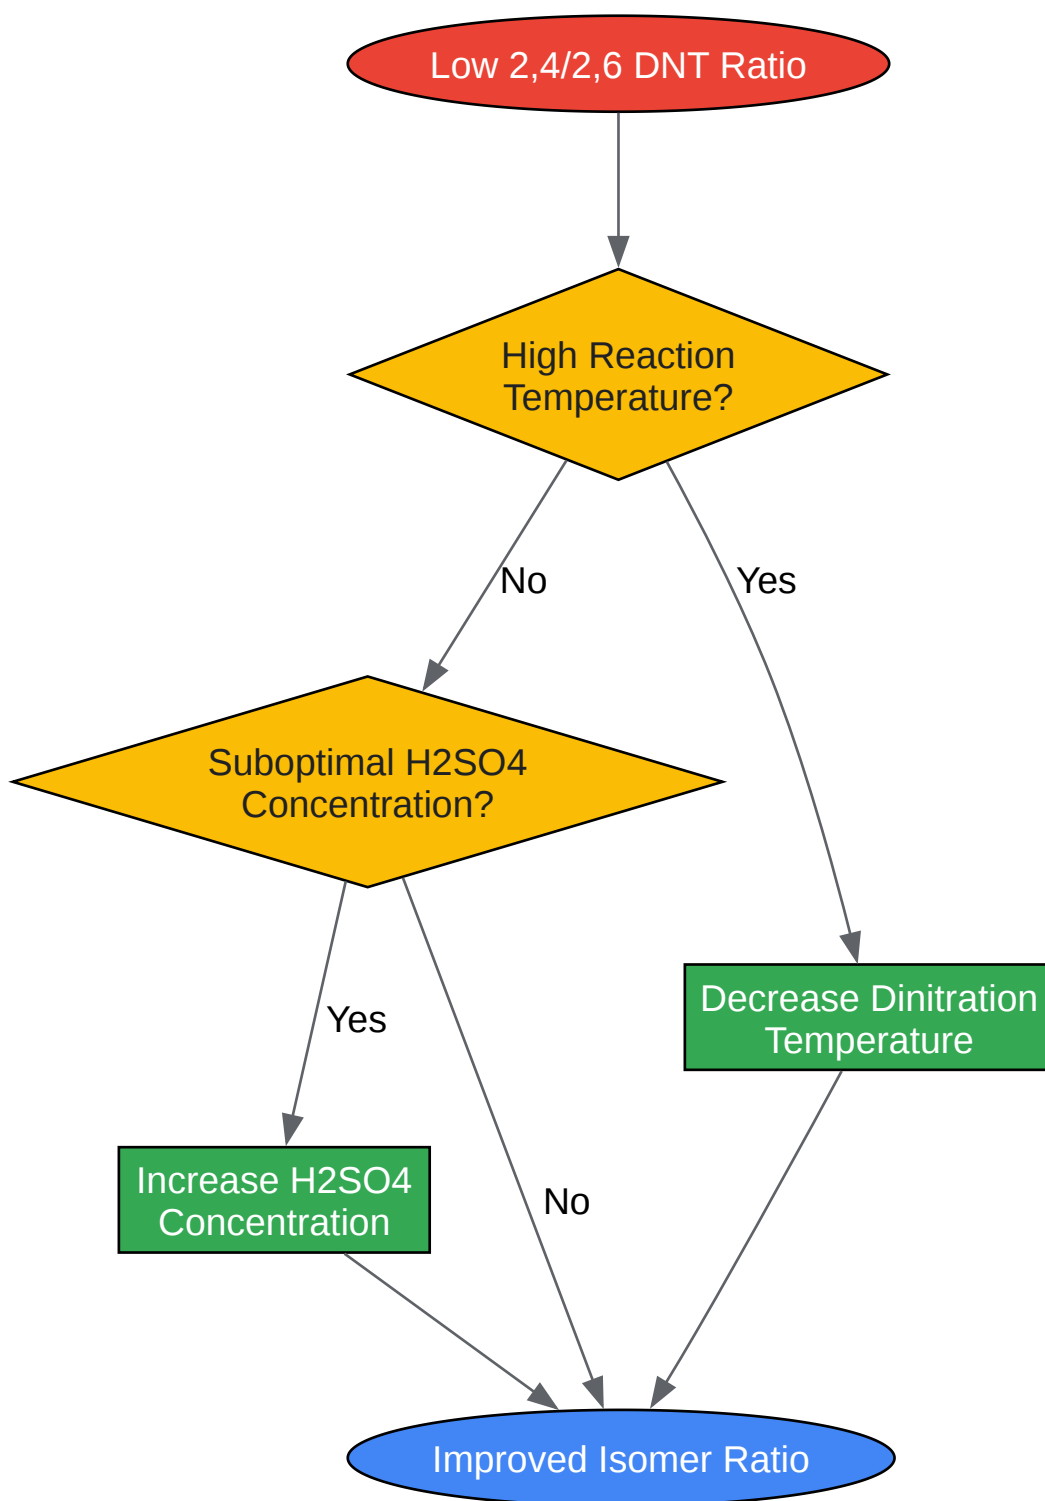 Low 2,4/2,6 DNT Ratio
High Reaction
Temperature?
No
Yes
Suboptimal H2SO4
Concentration?
Decrease Dinitration
Temperature
Yes
Increase H2SO4
Concentration
No
Improved Isomer Ratio